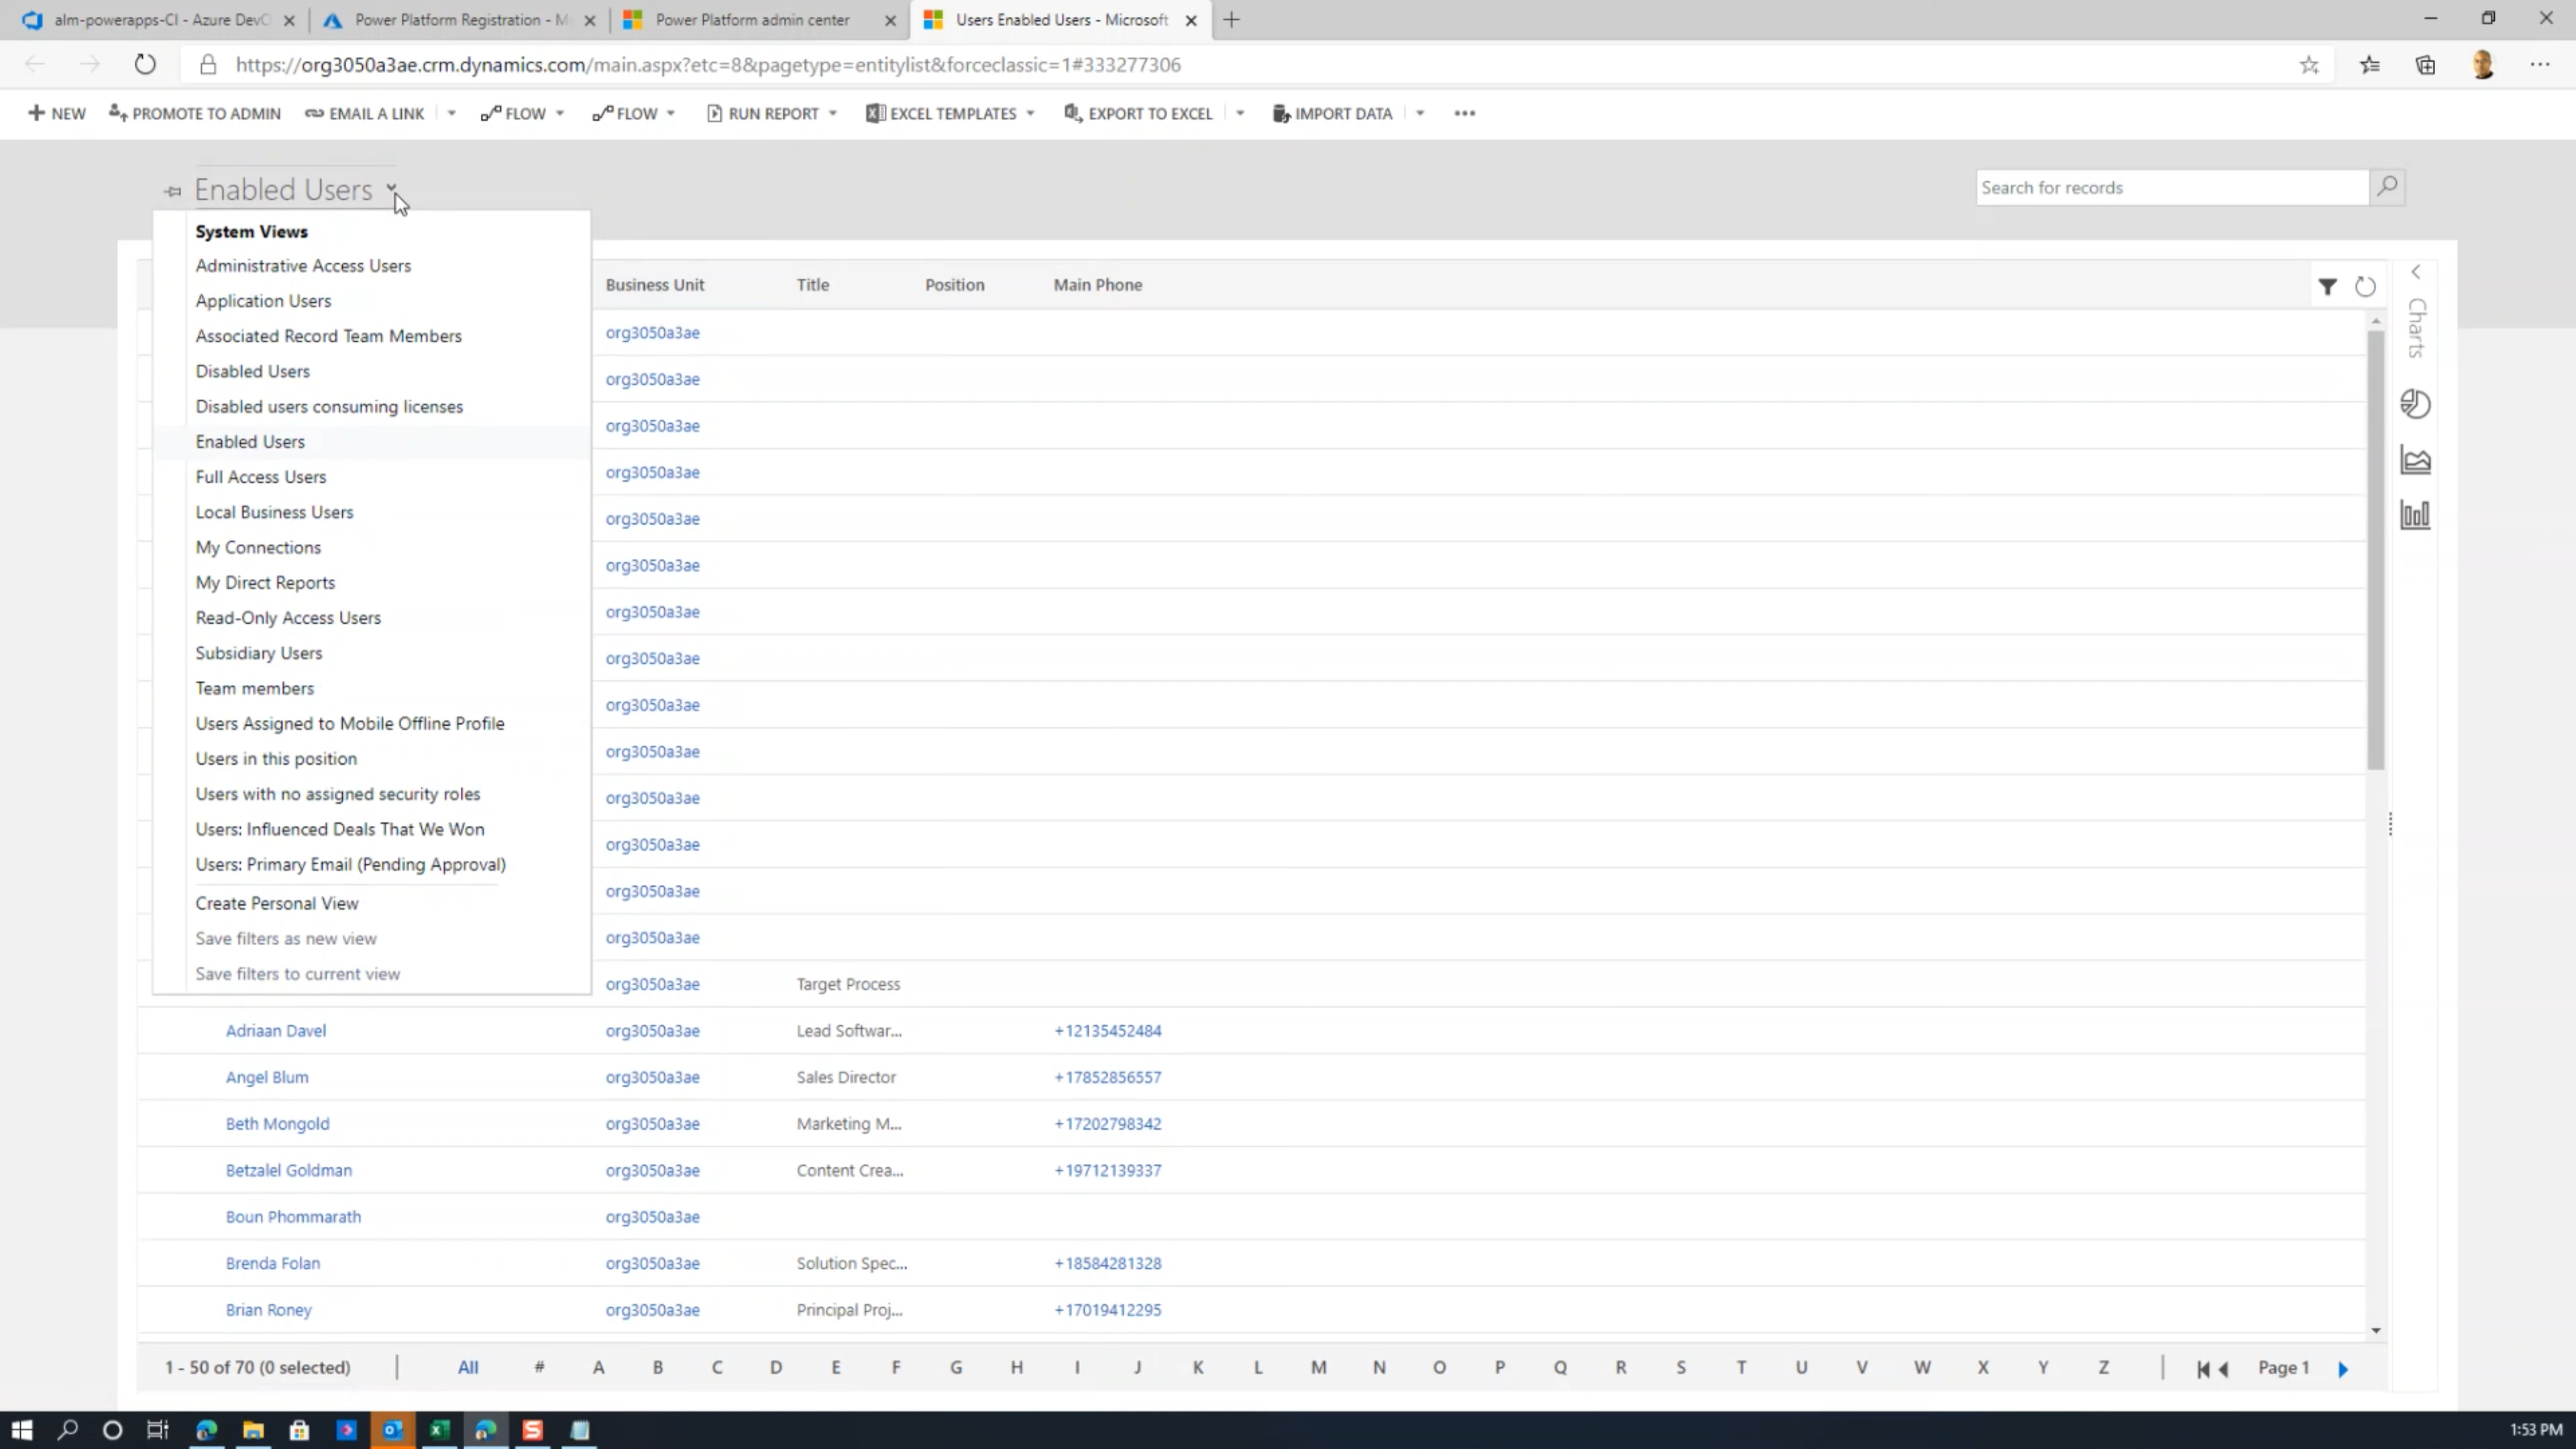 alm-powerapps-CI - Azure DevO
Power Platform Registration - M
Power Platform admin center
Users Enabled Users - Microsoft
https://org3050a3ae.crm.dynamics.com/main.aspx?etc=8&pagetype=entitylist&forceclassic=1#333277306
NEW
PROMOTE TO ADMIN
EMAIL A LINK
FLOW
FLOW
RUN REPORT
EXCEL TEMPLATES
EXPORT TO EXCEL
IMPORT DATA
Enabled Users
Search for records
System Views
Administrative Access Users
Application Users
Associated Record Team Members
Disabled Users
Disabled users consuming licenses
Enabled Users
Full Access Users
Local Business Users
My Connections
My Direct Reports
Read-Only Access Users
Subsidiary Users
Team members
Users Assigned to Mobile Offline Profile
Users in this position
Users with no assigned security roles
Users: Influenced Deals That We Won
Users: Primary Email (Pending Approval)
Create Personal View
Save filters as new view
Save filters to current view
Business Unit Title Position Main Phone
Charts
org3050a3ae
org3050a3ae
org3050a3ae
org3050a3ae
org3050a3ae
org3050a3ae
org3050a3ae
org3050a3ae
org3050a3ae
org3050a3ae
org3050a3ae
org3050a3ae
org3050a3ae
org3050a3ae
org3050a3ae Target Process
Adriaan Davel org3050a3ae Lead Softwar... +12135452484
Angel Blum org3050a3ae Sales Director +17852856557
Beth Mongold org3050a3ae Marketing M... +17202798342
Betzalel Goldman org3050a3ae Content Crea... +19712139337
Boun Phommarath org3050a3ae
Brenda Folan org3050a3ae Solution Spec... +18584281328
Brian Roney org3050a3ae Principal Proj... +17019412295
1 - 50 of 70 (0 selected) All # A B C D E F G H I J K L M N O P Q R S T U V W X Y Z Page 1
1:53 PM